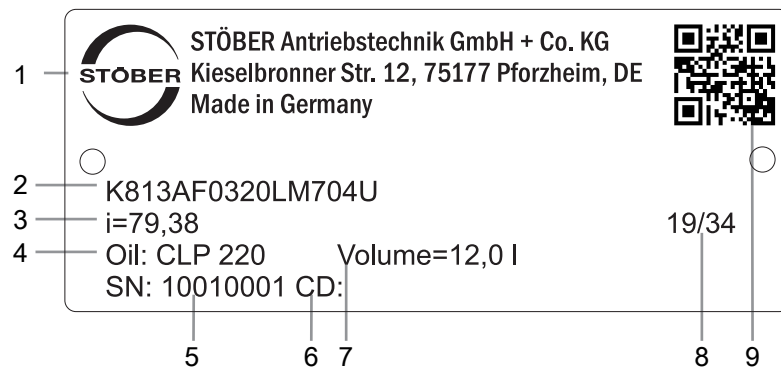 STÖBER Antriebstechnik GmbH + Co. KG
1 STÖBER Kieselbronner Str. 12, 75177 Pforzheim, DE
Made in Germany
2 K813AF0320LM704U
3 i=79,38 19/34
4 Oil: CLP 220 Volume=12,0 l
SN: 10010001 CD:
5 6 7 8 9